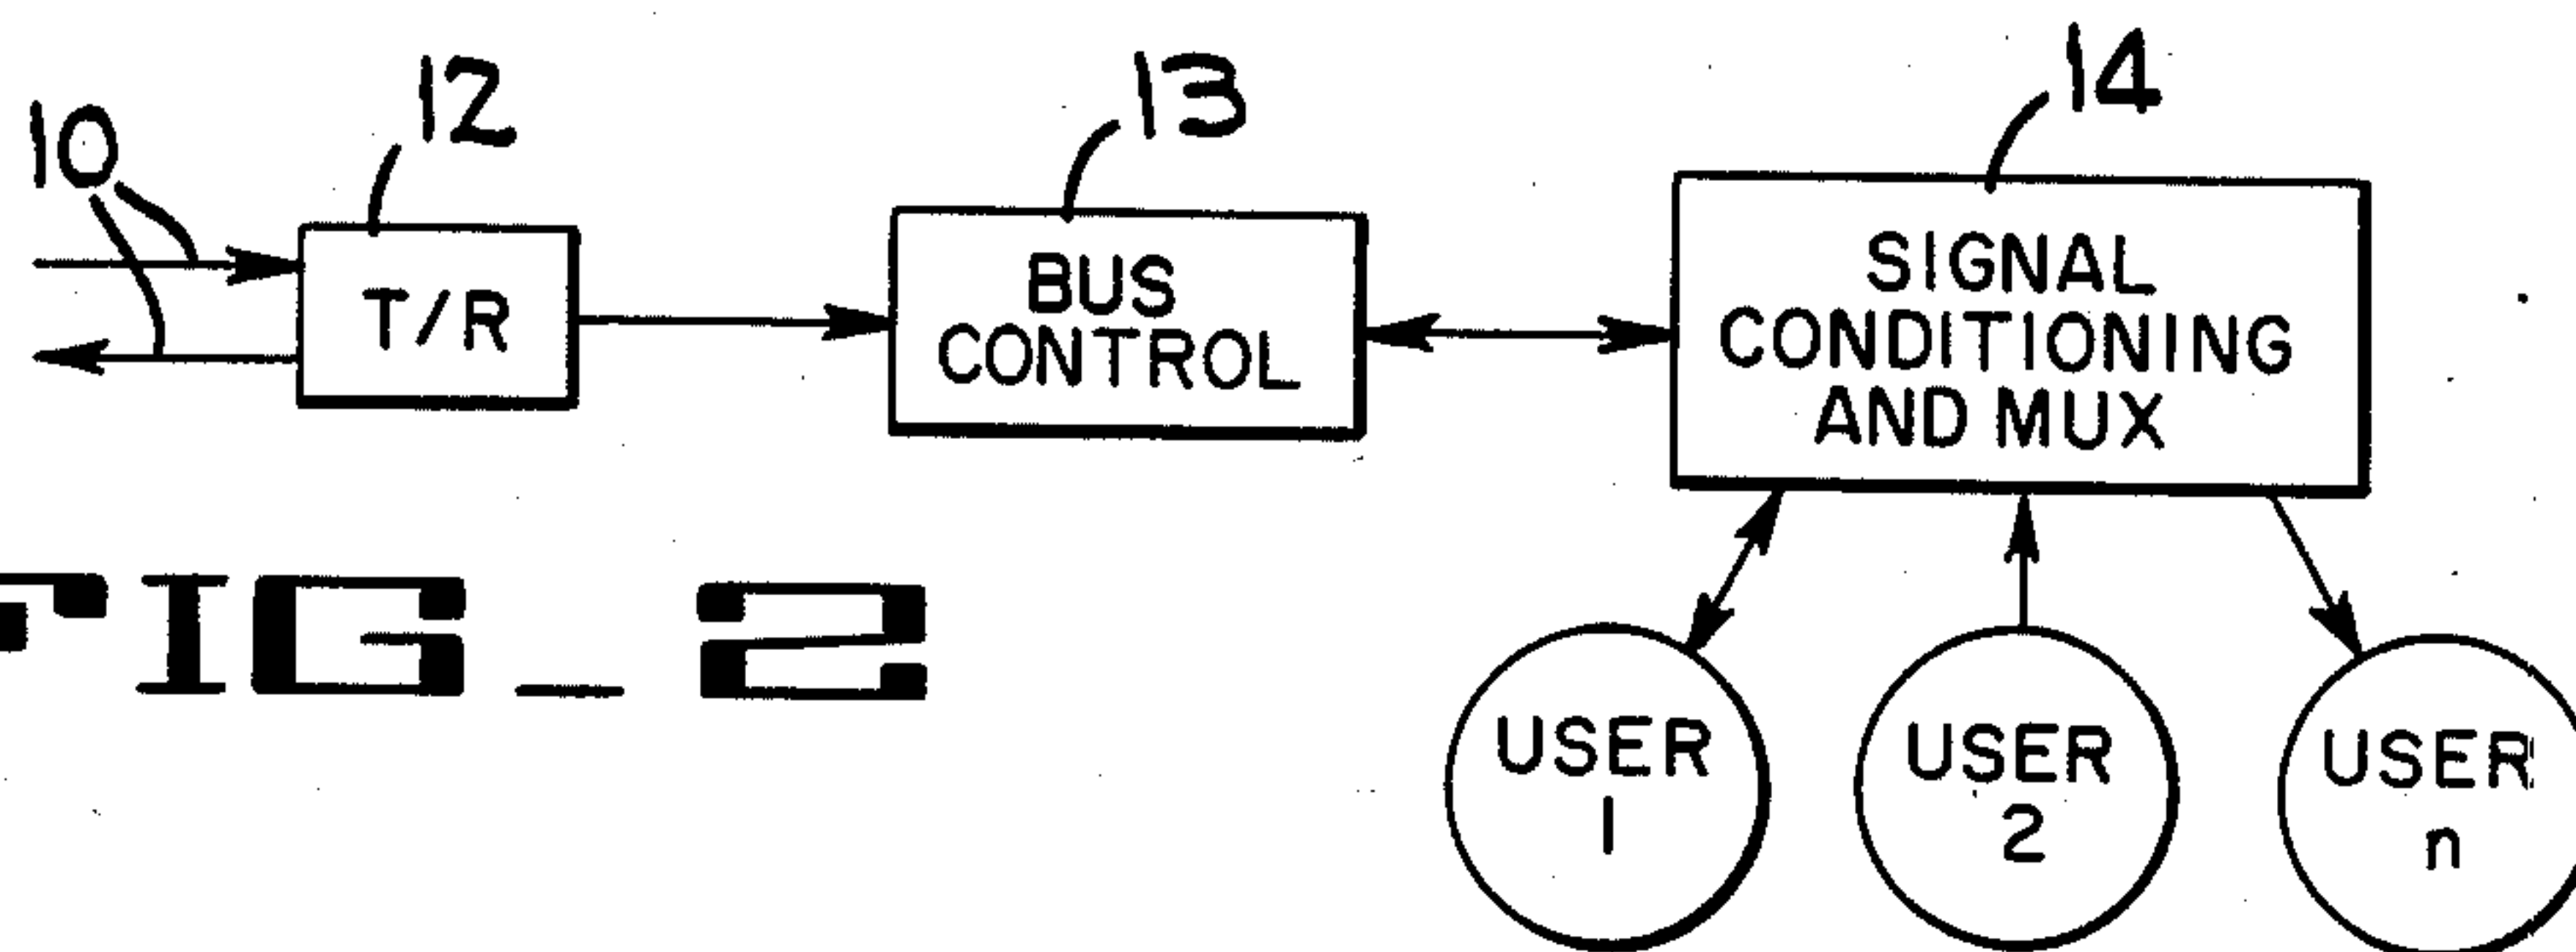 10
12
13
14
T/R
BUS
CONTROL
SIGNAL
CONDITIONING
AND MUX
FIG_2
USER
1
USER
2
USER
n